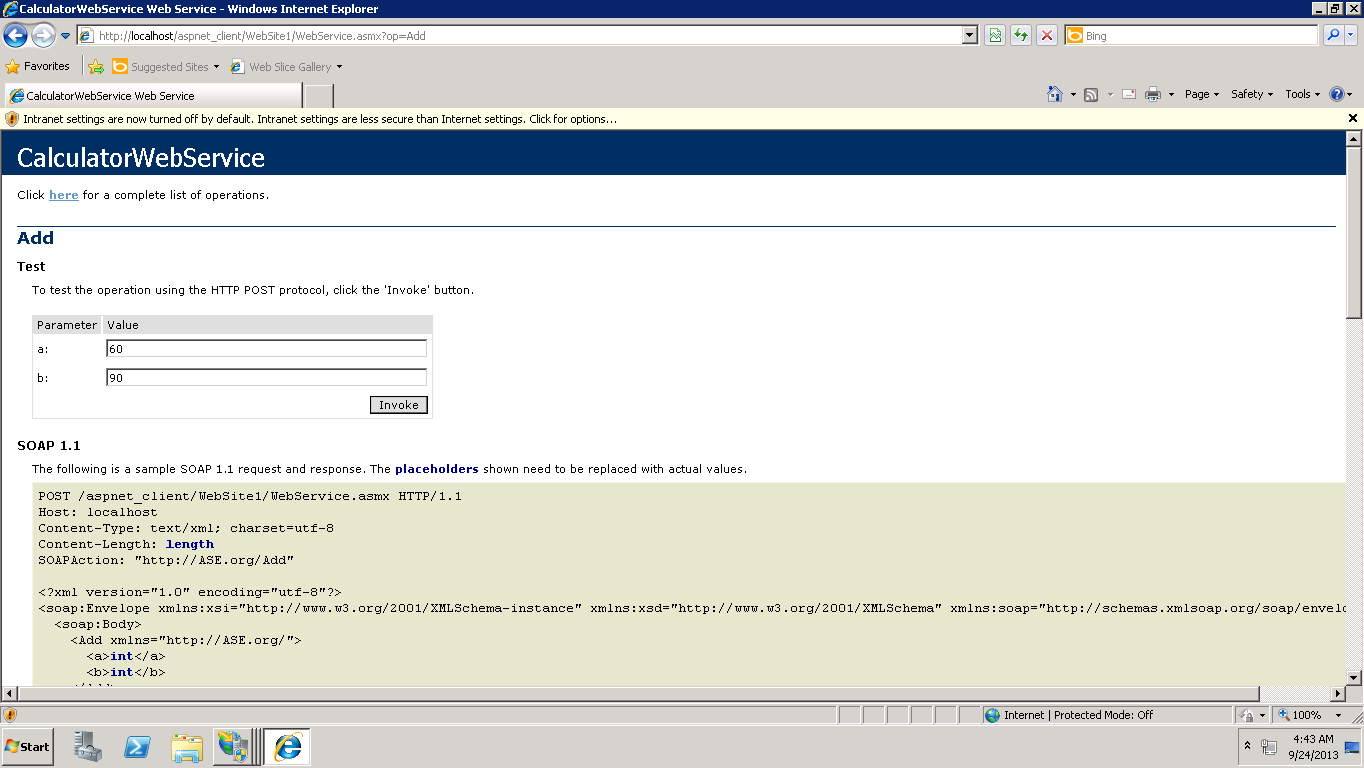 CalculatorWebService Web Service - Windows Internet Explorer
http://localhost/aspnet_client/WebSite1/WebService.asmx?op=Add
Bing
Favorites
Suggested Sites
Web Slice Gallery
CalculatorWebService Web Service
Page
Safety
Tools
Intranet settings are now turned off by default. Intranet settings are less secure than Internet settings. Click for options...
CalculatorWebService
Click here for a complete list of operations.
Add
Test
To test the operation using the HTTP POST protocol, click the 'Invoke' button.
Parameter Value
a: 60
b: 90
Invoke
SOAP 1.1
The following is a sample SOAP 1.1 request and response. The placeholders shown need to be replaced with actual values.
POST /aspnet_client/WebSite1/WebService.asmx HTTP/1.1
Host: localhost
Content-Type: text/xml; charset=utf-8
Content-Length: length
SOAPAction: "http://ASE.org/Add"
<?xml version="1.0" encoding="utf-8"?>
<soap:Envelope xmlns:xsi="http://www.w3.org/2001/XMLSchema-instance" xmlns:xsd="http://www.w3.org/2001/XMLSchema" xmlns:soap="http://schemas.xmlsoap.org/soap/envelo
<soap:Body>
<Add xmlns="http://ASE.org/">
<a>int</a>
<b>int</b>
Internet | Protected Mode: Off
100%
Start
4:43 AM
9/24/2013